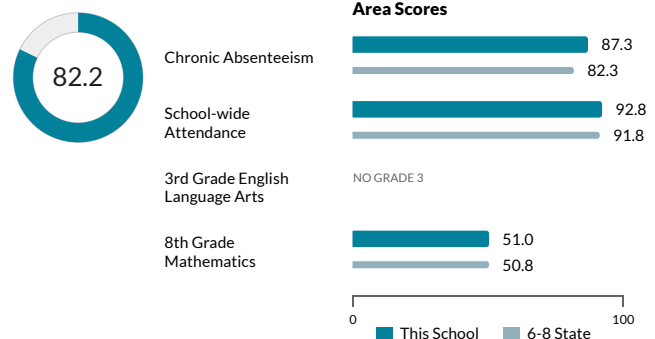 Area Scores
82.2
Chronic Absenteeism
87.3
82.3
School-wide
Attendance
92.8
91.8
3rd Grade English
Language Arts
NO GRADE 3
8th Grade
Mathematics
51.0
50.8
0
100
This School
6-8 State